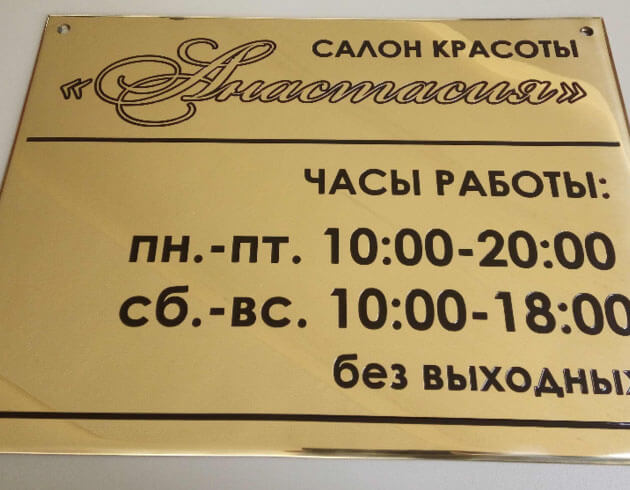 САЛОН КРАСОТЫ
«Анастасия»
ЧАСЫ РАБОТЫ:
пн.-пт. 10:00-20:00
сб.-вс. 10:00-18:00
без выходных